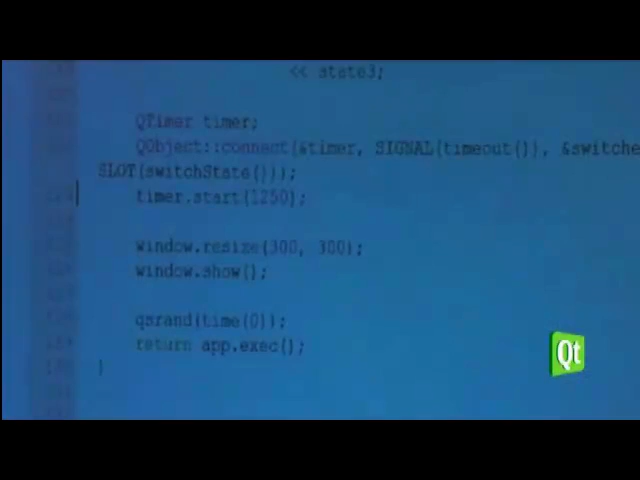 << state3;
QTimer timer;
QObject::connect(&timer, SIGNAL(timeout()), &switche
SLOT(switchState()));
timer.start(1250);
window.resize(300, 300);
window.show();
qsrand(time(0));
return app.exec();
}
Qt